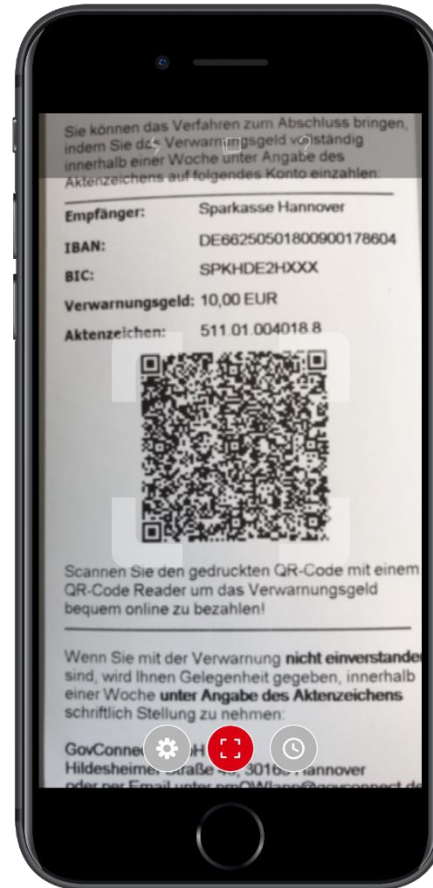 Sie können das Verfahren zum Abschluss bringen,
indem Sie das Verwarnungsgeld vollständig
innerhalb einer Woche unter Angabe des
Aktenzeichens auf folgendes Konto einzahlen:
Empfänger: Sparkasse Hannover
IBAN: DE66250501800900178604
BIC: SPKHDE2HXXX
Verwarnungsgeld: 10,00 EUR
Aktenzeichen: 511.01.004018.8
Scannen Sie den gedruckten QR-Code mit einem
QR-Code Reader um das Verwarnungsgeld
bequem online zu bezahlen!
Wenn Sie mit der Verwarnung nicht einverstanden
sind, wird Ihnen Gelegenheit gegeben, innerhalb
einer Woche unter Angabe des Aktenzeichens
schriftlich Stellung zu nehmen:
Hildesheimer
oder per Email unter